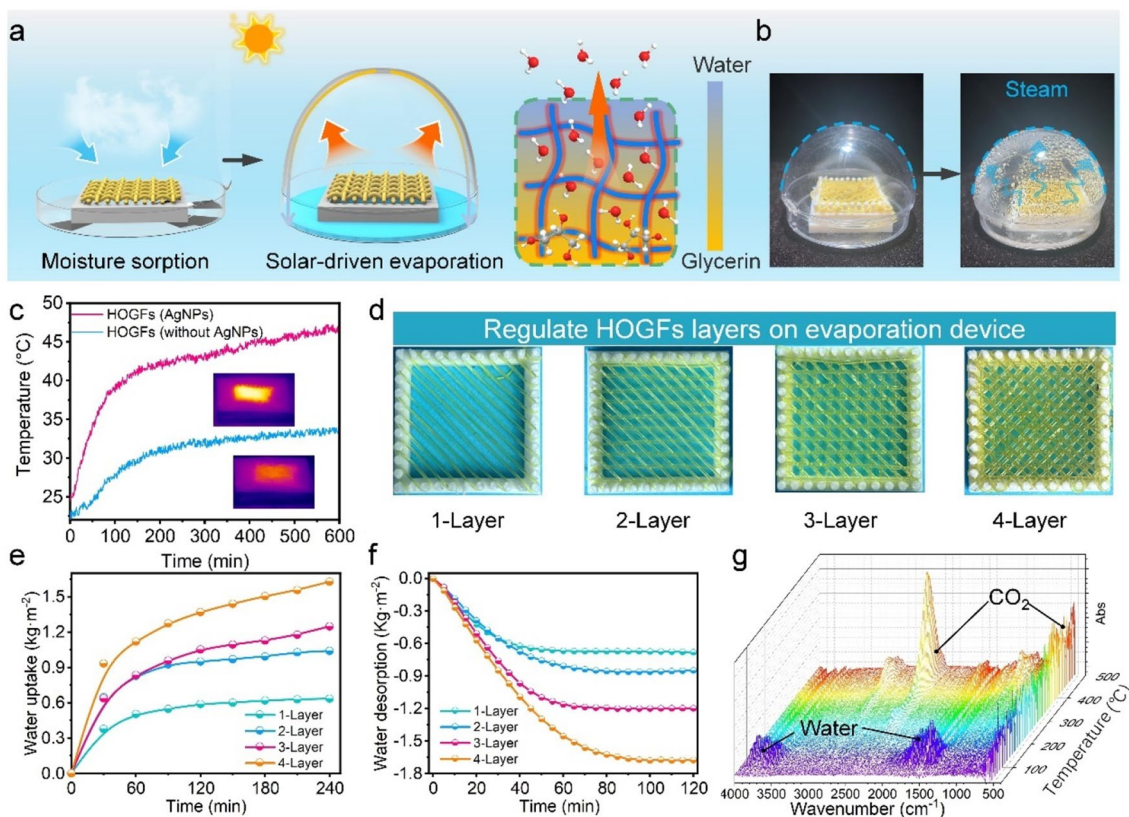 a
Moisture sorption
Solar-driven evaporation
Water
Glycerin
b
Steam
c
HOGFs (AgNPs)
HOGFs (without AgNPs)
Temperature (°C)
50
45
40
35
30
25
0 100 200 300 400 500 600
Time (min)
d
Regulate HOGFs layers on evaporation device
1-Layer 2-Layer 3-Layer 4-Layer
e
Water uptake (Kg·m-2)
1.5
1.2
0.9
0.6
0.3
0.0
1-Layer
2-Layer
3-Layer
4-Layer
0 60 120 180 240
Time (min)
f
Water desorption (Kg·m-2)
0.0
-0.3
-0.6
-0.9
-1.2
-1.5
-1.8
1-Layer
2-Layer
3-Layer
4-Layer
0 20 40 60 80 100 120
Time (min)
g
CO2
Water
Abs
500
400
300
200
100
Temperature (°C)
4000 3500 3000 2500 2000 1500 1000 500
Wavenumber (cm-1)